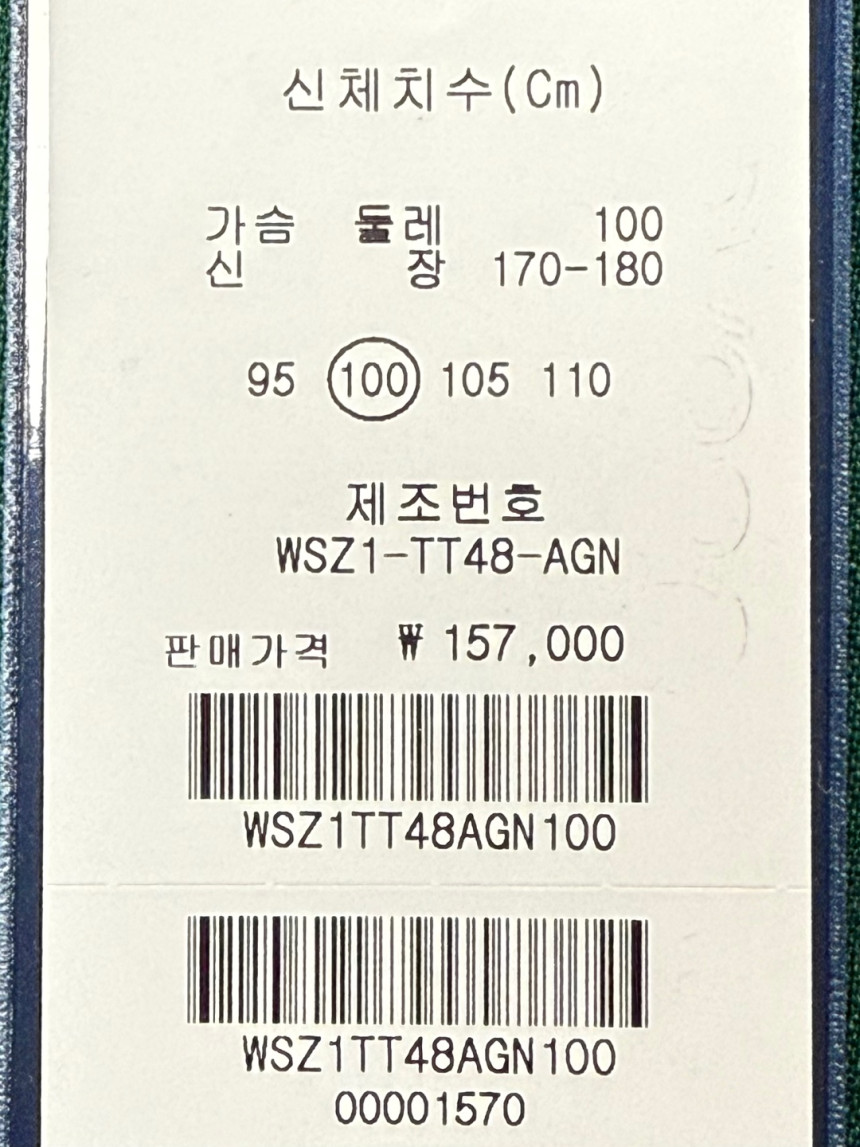 신체치수(Cm)
가슴 둘레 100
신 장 170-180
95 100 105 110
제조번호
WSZ1-TT48-AGN
판매가격 ₩ 157,000
WSZ1TT48AGN100
WSZ1TT48AGN100
00001570